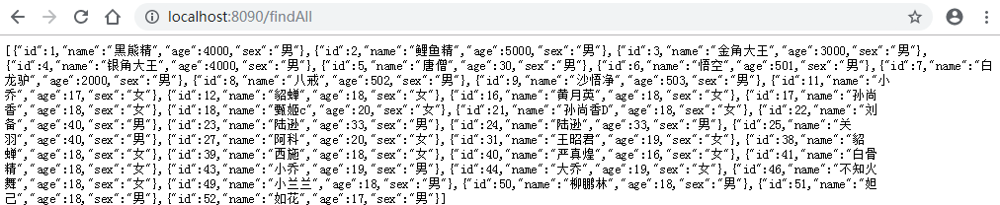 localhost:8090/findAll
[{"id":1,"name":"黑熊精","age":4000,"sex":"男"},{"id":2,"name":"鲤鱼精","age":5000,"sex":"男"},{"id":3,"name":"金角大王","age":3000,"sex":"男"},
{"id":4,"name":"银角大王","age":4000,"sex":"男"},{"id":5,"name":"唐僧","age":30,"sex":"男"},{"id":6,"name":"悟空","age":501,"sex":"男"},{"id":7,"name":"白
龙驴","age":2000,"sex":"男"},{"id":8,"name":"八戒","age":502,"sex":"男"},{"id":9,"name":"沙悟净","age":503,"sex":"男"},{"id":11,"name":"小
乔","age":17,"sex":"女"},{"id":12,"name":"貂蝉","age":18,"sex":"女"},{"id":16,"name":"黄月英","age":18,"sex":"女"},{"id":17,"name":"孙尚
香","age":18,"sex":"女"},{"id":18,"name":"甄姬c","age":20,"sex":"女"},{"id":21,"name":"孙尚香D","age":18,"sex":"女"},{"id":22,"name":"刘
备","age":40,"sex":"男"},{"id":23,"name":"陆逊","age":33,"sex":"男"},{"id":24,"name":"陆逊","age":33,"sex":"男"},{"id":25,"name":"关
羽","age":40,"sex":"男"},{"id":27,"name":"阿科","age":20,"sex":"女"},{"id":31,"name":"王昭君","age":19,"sex":"女"},{"id":38,"name":"貂
蝉","age":18,"sex":"女"},{"id":39,"name":"西施","age":18,"sex":"女"},{"id":40,"name":"严真煌","age":16,"sex":"女"},{"id":41,"name":"白骨
精","age":18,"sex":"女"},{"id":43,"name":"小乔","age":19,"sex":"男"},{"id":44,"name":"大乔","age":19,"sex":"女"},{"id":46,"name":"不知火
舞","age":18,"sex":"女"},{"id":49,"name":"小兰兰","age":18,"sex":"男"},{"id":50,"name":"柳鹏林","age":18,"sex":"男"},{"id":51,"name":"妲
己","age":18,"sex":"男"},{"id":52,"name":"如花","age":17,"sex":"男"}]